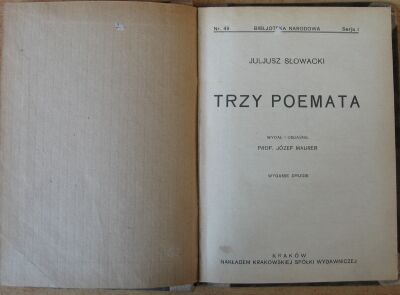 Nr. 49 BIBLJOTEKA NARODOWA Serja I
JULJUSZ SŁOWACKI
TRZY POEMATA
WYDAŁ I OBJAŚNIŁ
PROF. JÓZEF MAURER
WYDANIE DRUGIE
KRAKÓW
NAKŁADEM KRAKOWSKIEJ SPÓŁKI WYDAWNICZEJ